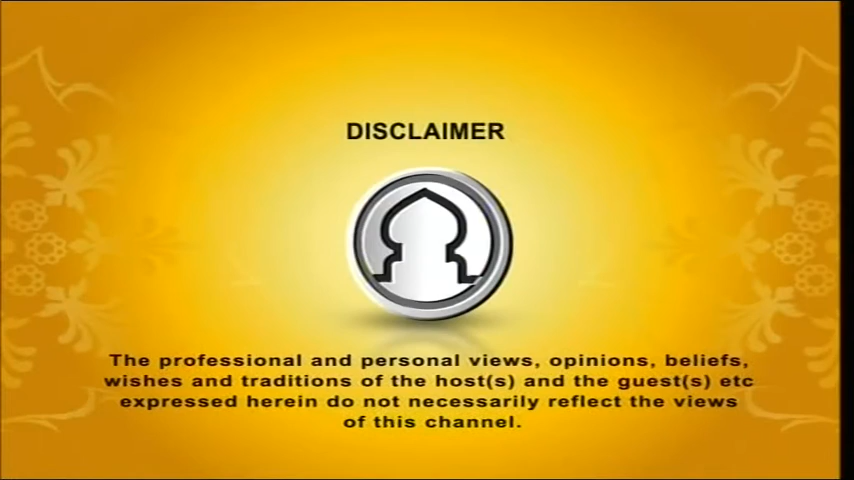 DISCLAIMER
The professional and personal views, opinions, beliefs,
wishes and traditions of the host(s) and the guest(s) etc
expressed herein do not necessarily reflect the views
of this channel.